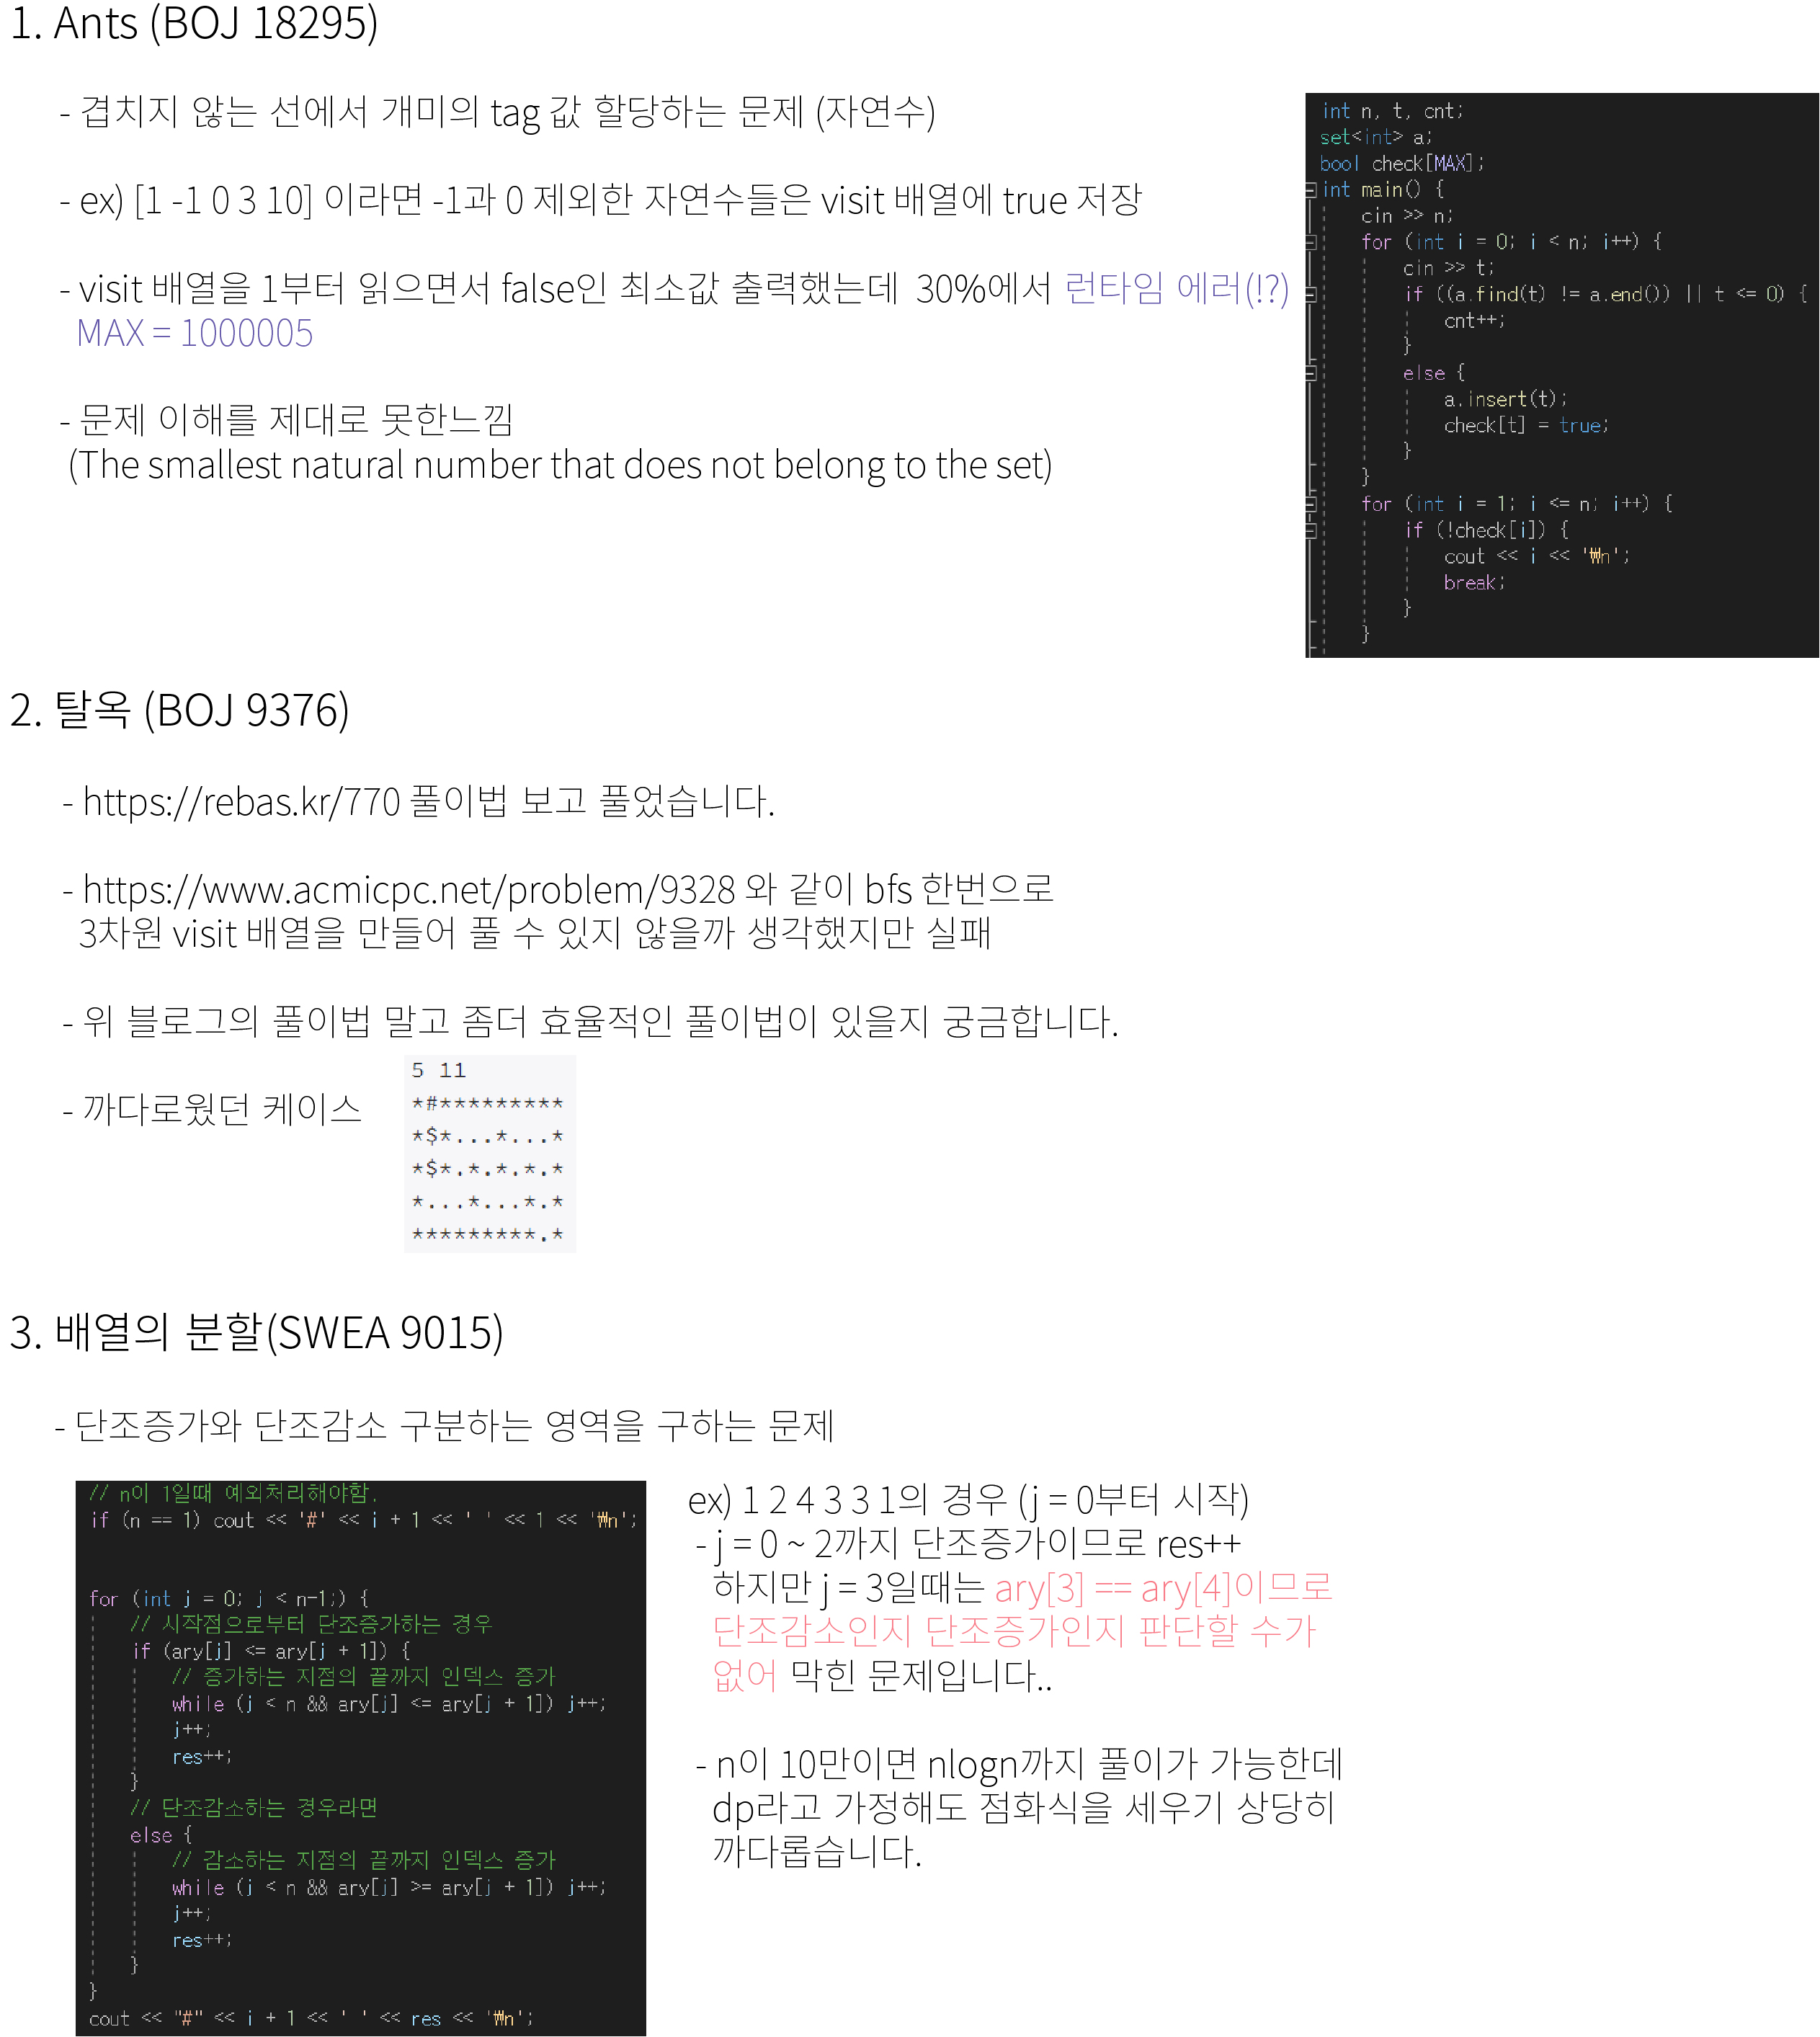 1. Ants (BOJ 18295)
- 겹치지 않는 선에서 개미의 tag 값 할당하는 문제 (자연수)
- ex) [1 -1 0 3 10] 이라면 -1과 0 제외한 자연수들은 visit 배열에 true 저장
- visit 배열을 1부터 읽으면서 false인 최소값 출력했는데  30%에서 런타임 에러(!?)
MAX = 1000005
- 문제 이해를 제대로 못한느낌
(The smallest natural number that does not belong to the set)
int n, t, cnt;
set<int> a;
bool check[MAX];
int main() {
cin >> n;
for (int i = 0; i < n; i++) {
cin >> t;
if ((a.find(t) != a.end()) || t <= 0) {
cnt++;
}
else {
a.insert(t);
check[t] = true;
}
}
for (int i = 1; i <= n; i++) {
if (!check[i]) {
cout << i << '₩n';
break;
}
}
2. 탈옥 (BOJ 9376)
- https://rebas.kr/770 풀이법 보고 풀었습니다.
- https://www.acmicpc.net/problem/9328 와 같이 bfs 한번으로
3차원 visit 배열을 만들어 풀 수 있지 않을까 생각했지만 실패
- 위 블로그의 풀이법 말고 좀더 효율적인 풀이법이 있을지 궁금합니다.
- 까다로웠던 케이스
5 11
*#*********
*$*...*...*
*$*.*.*.*.*
*...*...*.*
*********.*
3. 배열의 분할(SWEA 9015)
- 단조증가와 단조감소 구분하는 영역을 구하는 문제
// n이 1일때 예외처리해야함.
if (n == 1) cout << '#' << i + 1 << ' ' << 1 << '₩n';
for (int j = 0; j < n-1;) {
// 시작점으로부터 단조증가하는 경우
if (ary[j] <= ary[j + 1]) {
// 증가하는 지점의 끝까지 인덱스 증가
while (j < n && ary[j] <= ary[j + 1]) j++;
j++;
res++;
}
// 단조감소하는 경우라면
else {
// 감소하는 지점의 끝까지 인덱스 증가
while (j < n && ary[j] >= ary[j + 1]) j++;
j++;
res++;
}
}
cout << "#" << i + 1 << ' ' << res << '₩n';
ex) 1 2 4 3 3 1의 경우 (j = 0부터 시작)
- j = 0 ~ 2까지 단조증가이므로 res++
하지만 j = 3일때는 ary[3] == ary[4]이므로
단조감소인지 단조증가인지 판단할 수가
없어 막힌 문제입니다..
- n이 10만이면 nlogn까지 풀이가 가능한데
dp라고 가정해도 점화식을 세우기 상당히
까다롭습니다.